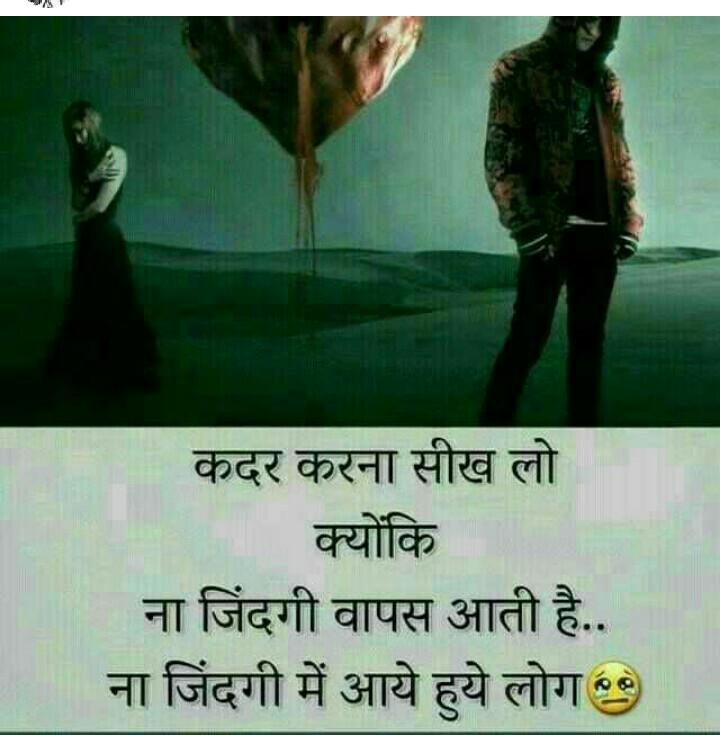 कदर करना सीख लो
क्योंकि
ना जिंदगी वापस आती है..
ना जिंदगी में आये हुये लोग🥺